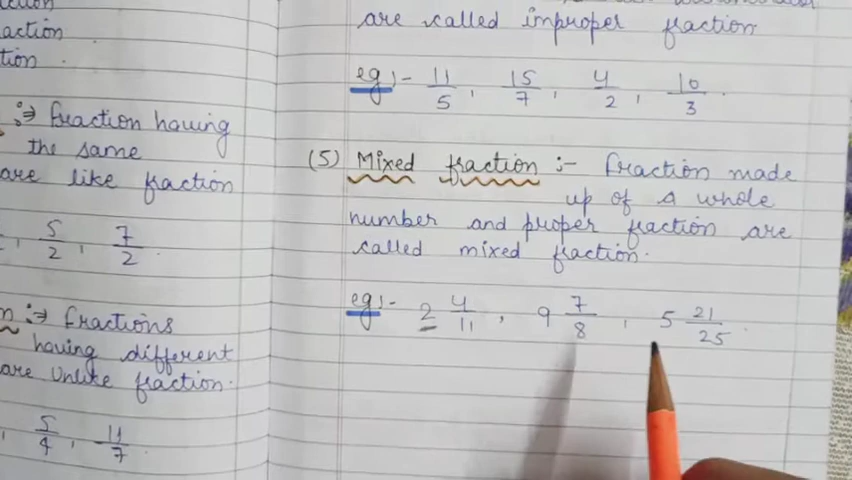 action
tion
:⇒ fraction having
the same
are like fraction
5/2, 7/2
:⇒ fractions
having different
are Unlike fraction.
, 5/4, 11/7
are called improper fraction
eg:- 11/5, 15/7, 4/2, 10/3
(5) Mixed fraction :- fraction made
up of a whole
number and proper fraction are
called mixed fraction.
eg:- 2 4/11, 9 7/8, 5 21/25